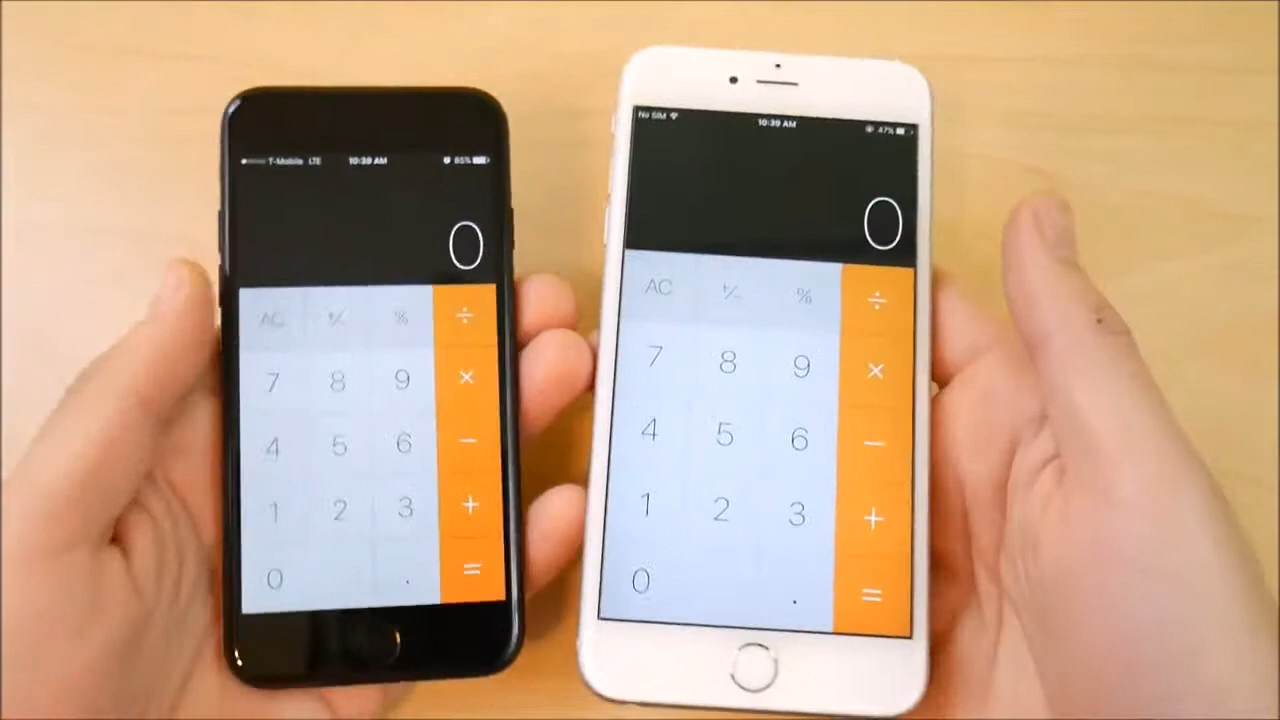 T-Mobile LTE 10:39 AM 85%
0
AC +/- % ÷
7 8 9 ×
4 5 6 −
1 2 3 +
0 . =
No SIM 10:39 AM 47%
0
AC +/- % ÷
7 8 9 ×
4 5 6 −
1 2 3 +
0 . =